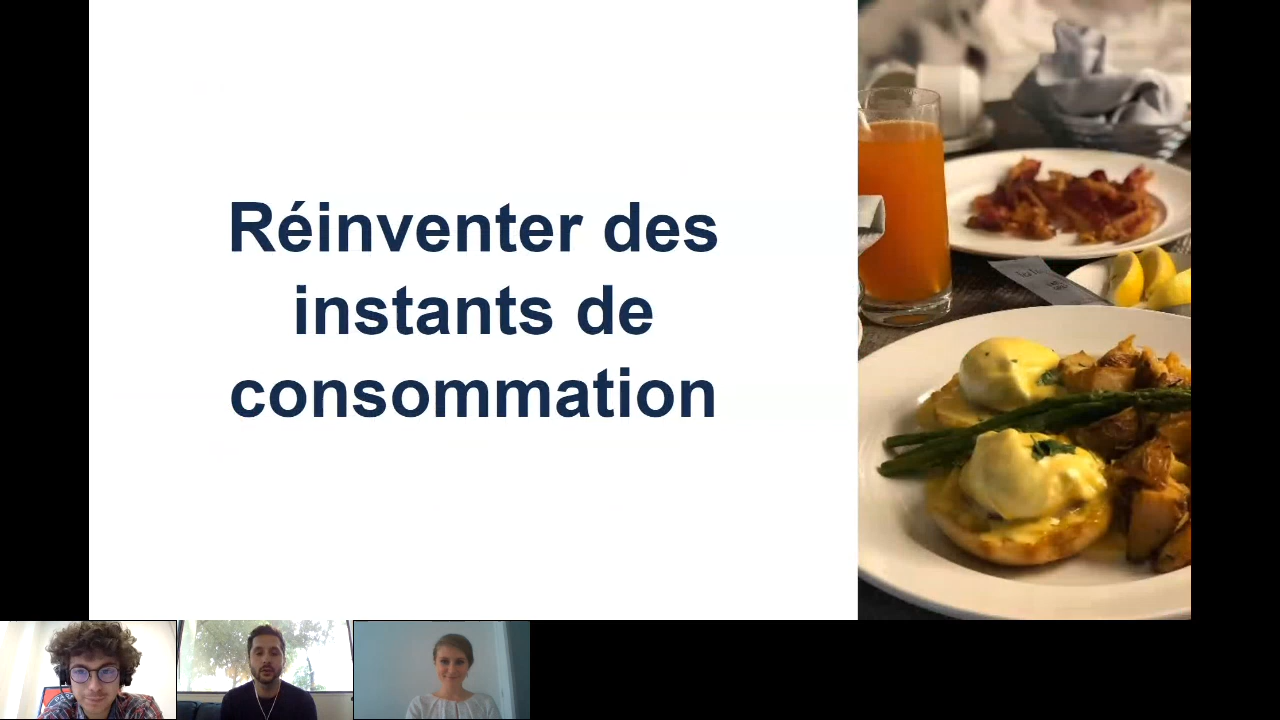 Réinventer des
instants de
consommation